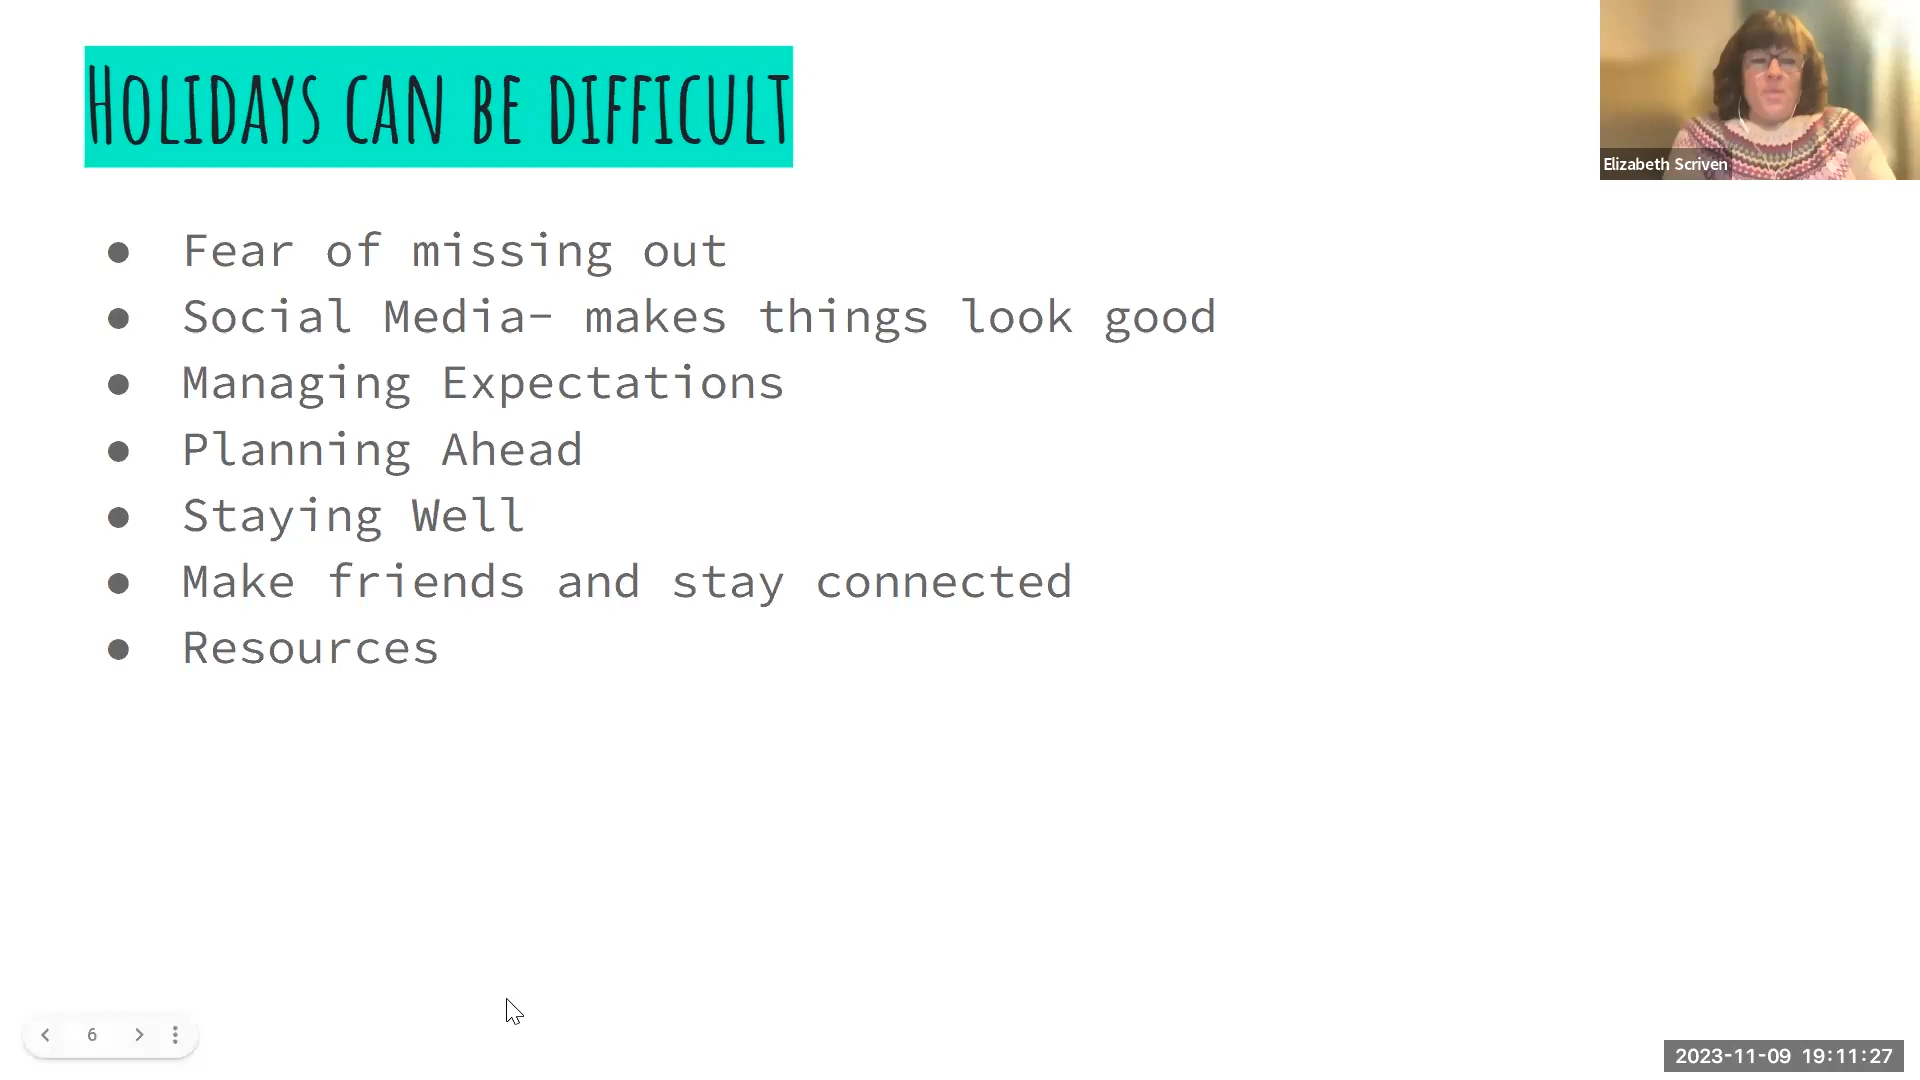 Holidays can be difficult
Elizabeth Scriven
● Fear of missing out
● Social Media- makes things look good
● Managing Expectations
● Planning Ahead
● Staying Well
● Make friends and stay connected
● Resources
6
2023-11-09 19:11:27